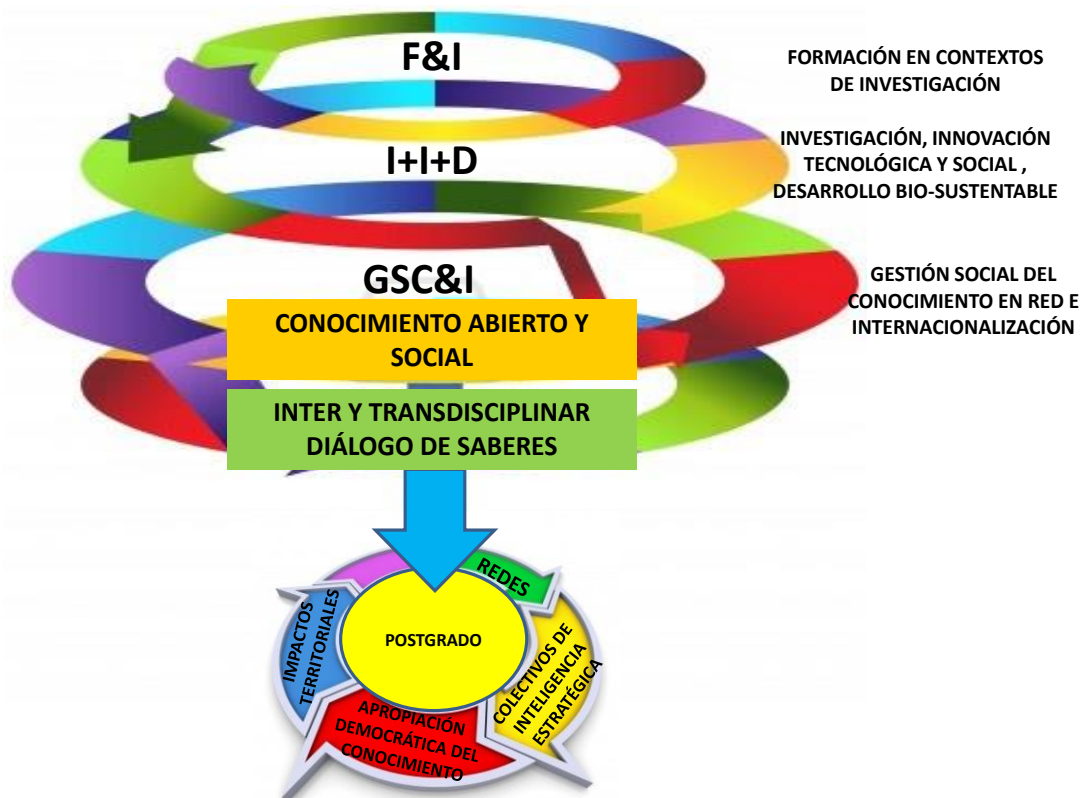 F&I
FORMACIÓN EN CONTEXTOS
DE INVESTIGACIÓN
I+I+D
INVESTIGACIÓN, INNOVACIÓN
TECNOLÓGICA Y SOCIAL ,
DESARROLLO BIO-SUSTENTABLE
GSC&I
GESTIÓN SOCIAL DEL
CONOCIMIENTO EN RED E
INTERNACIONALIZACIÓN
CONOCIMIENTO ABIERTO Y
SOCIAL
INTER Y TRANSDISCIPLINAR
DIÁLOGO DE SABERES
REDES
POSTGRADO
IMPACTOS
TERRITORIALES
COLECTIVOS DE
INTELIGENCIA
ESTRATÉGICA
APROPIACIÓN
DEMOCRÁTICA DEL
CONOCIMIENTO